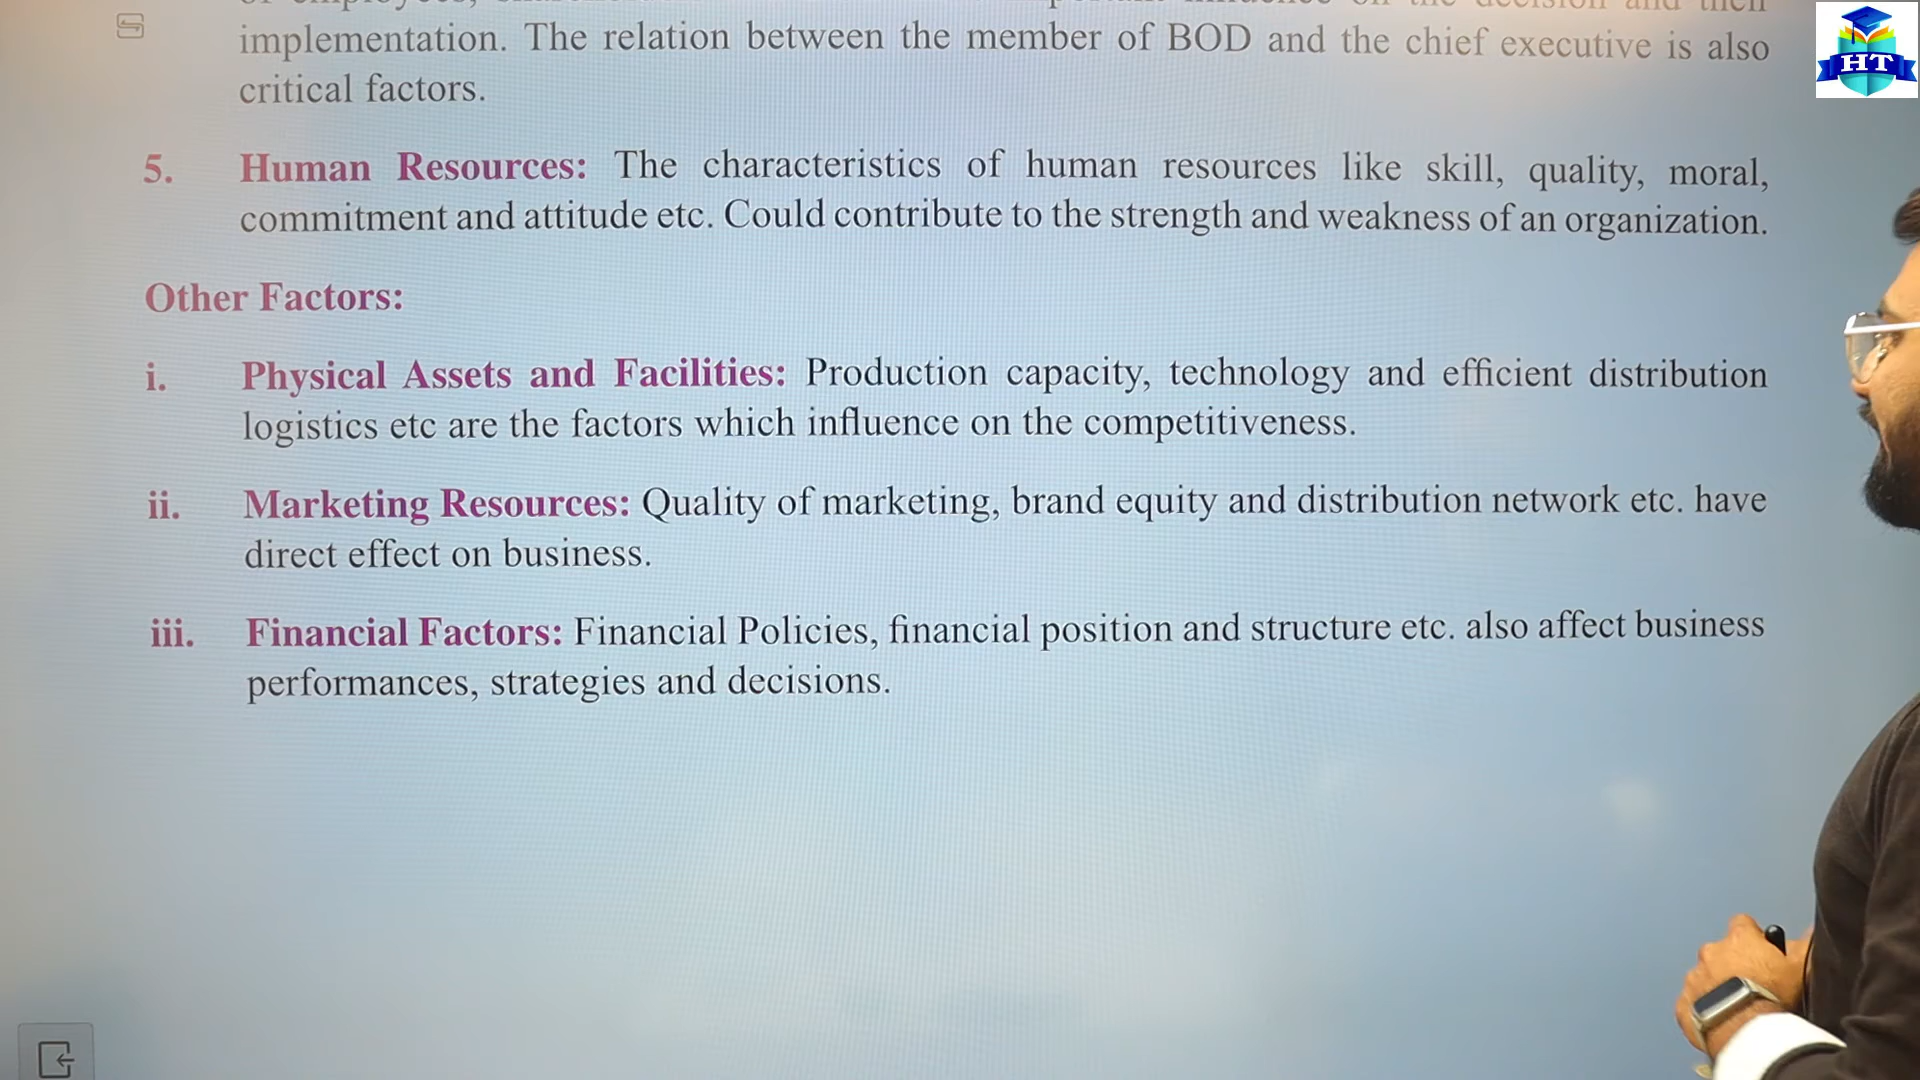 implementation. The relation between the member of BOD and the chief executive is also
critical factors.
5. Human Resources: The characteristics of human resources like skill, quality, moral,
commitment and attitude etc. Could contribute to the strength and weakness of an organization.
Other Factors:
i. Physical Assets and Facilities: Production capacity, technology and efficient distribution
logistics etc are the factors which influence on the competitiveness.
ii. Marketing Resources: Quality of marketing, brand equity and distribution network etc. have
direct effect on business.
iii. Financial Factors: Financial Policies, financial position and structure etc. also affect business
performances, strategies and decisions.
HT